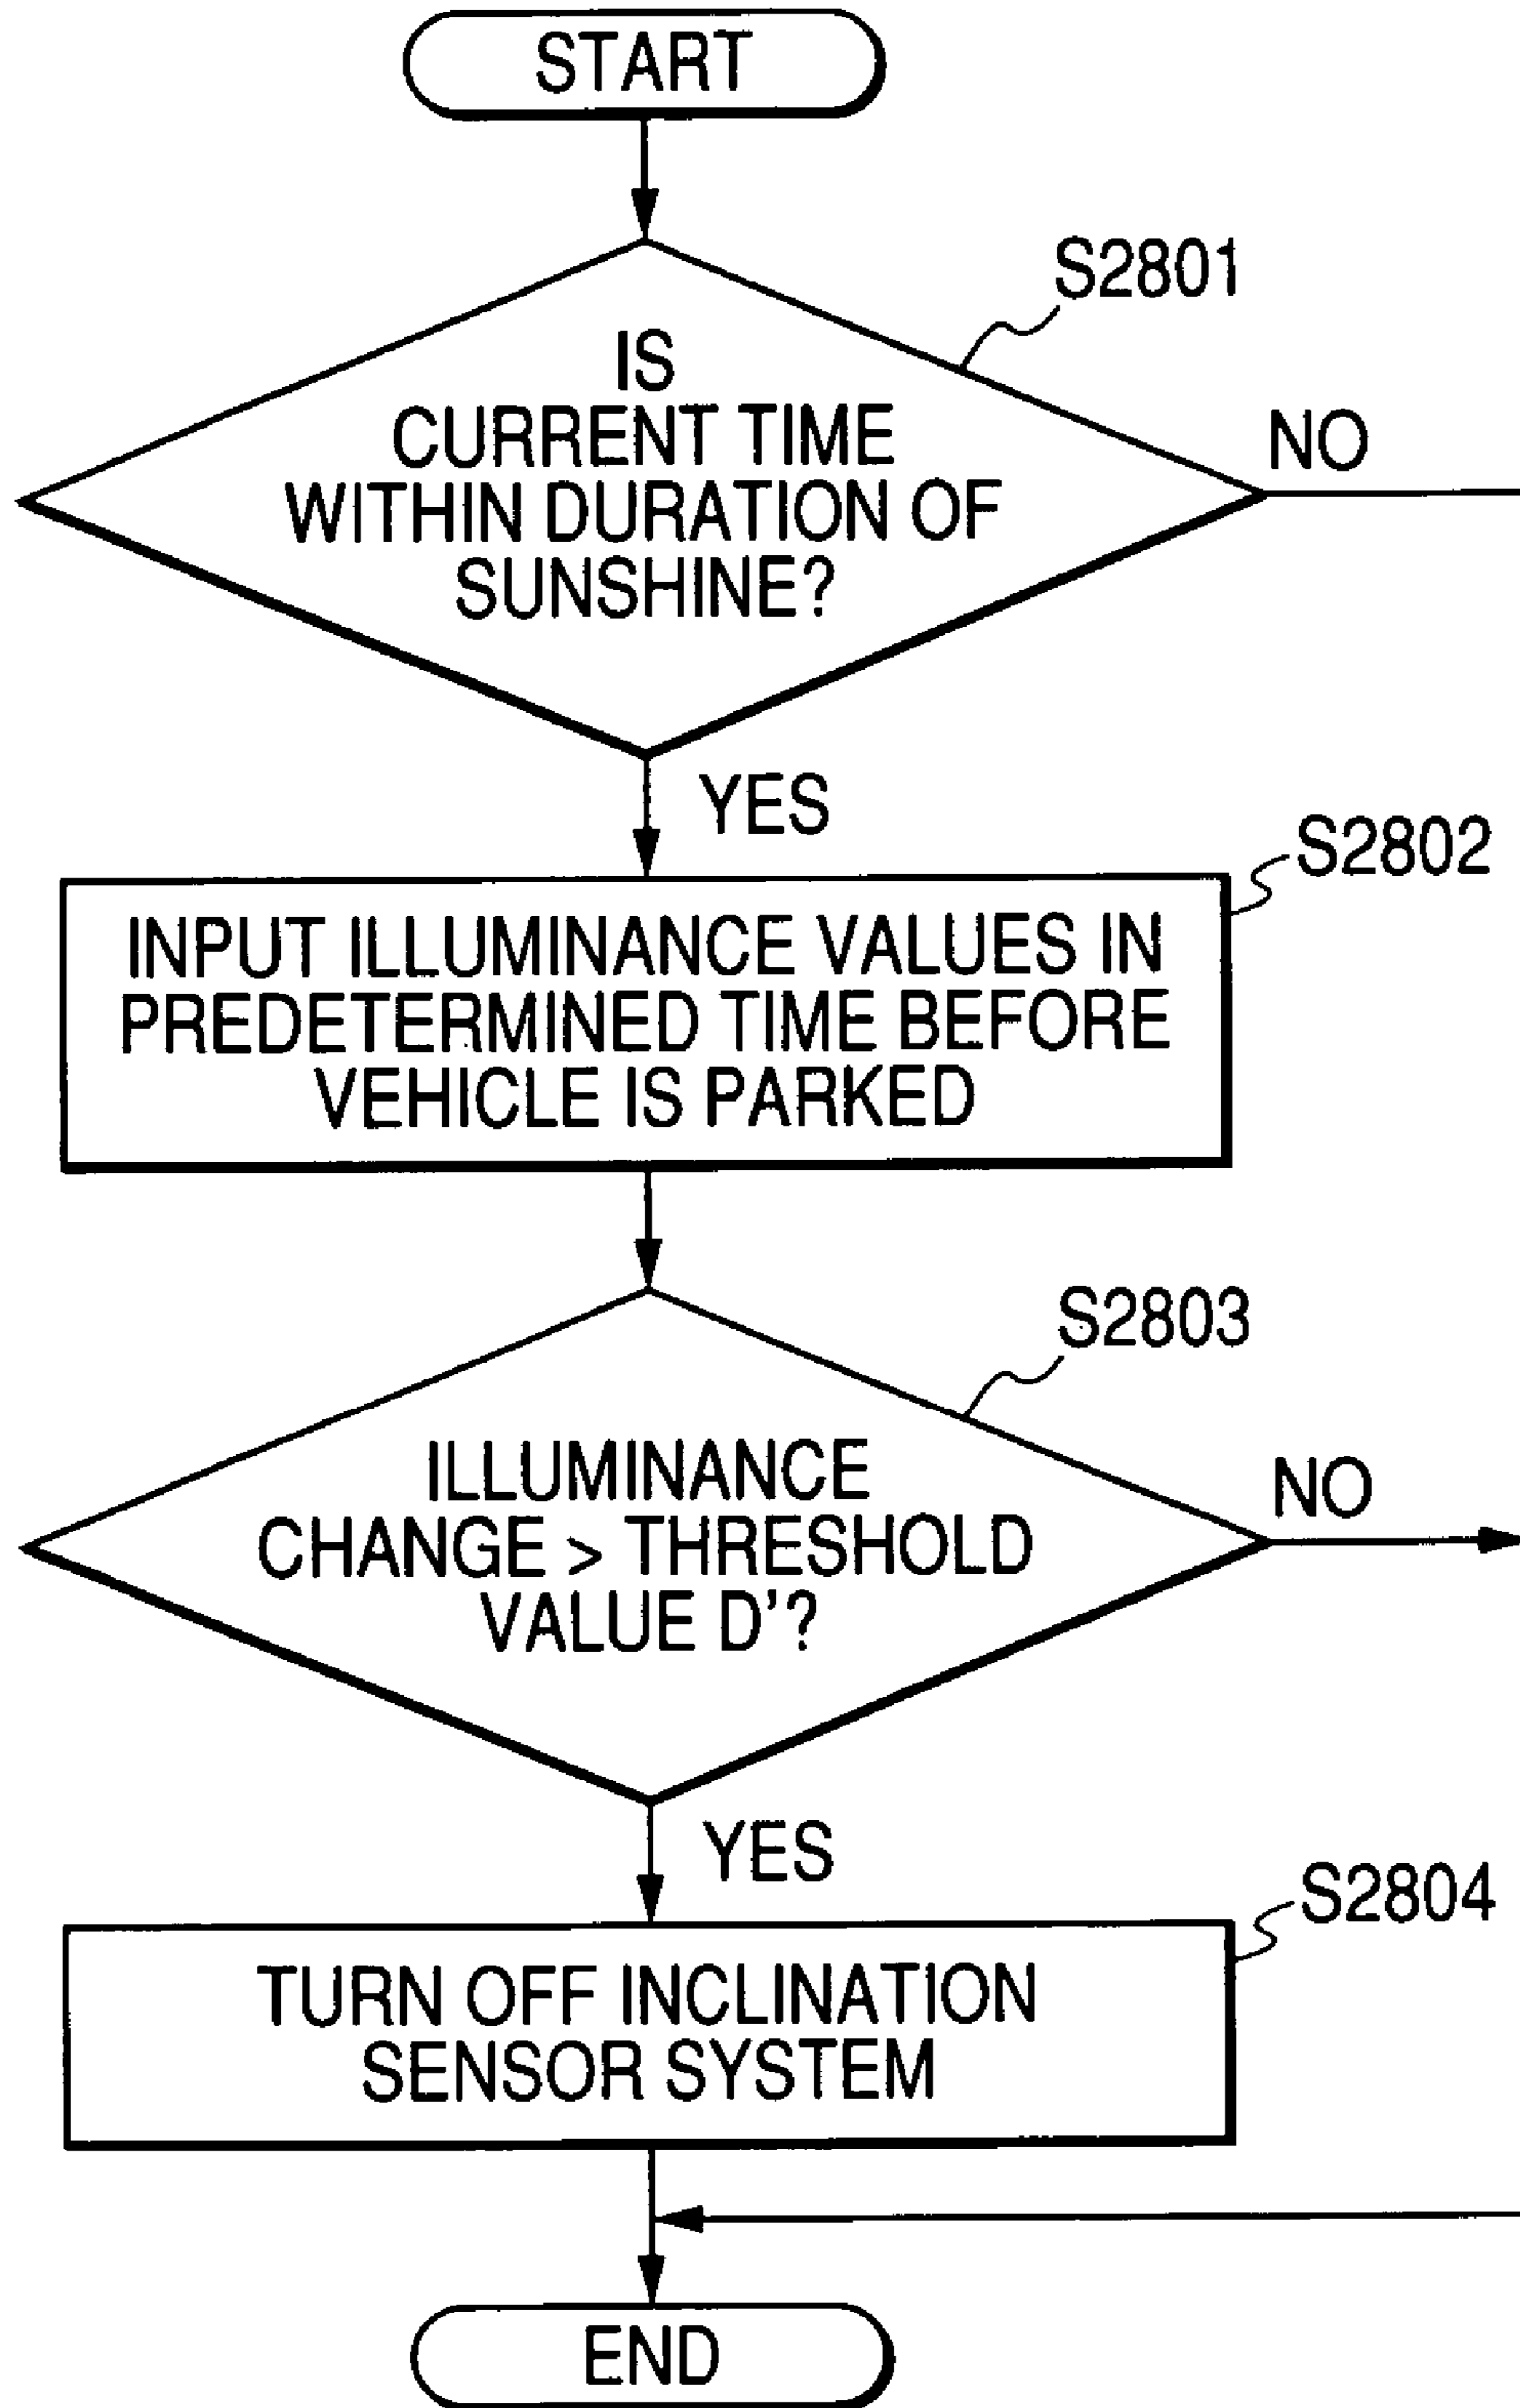 START
S2801
IS
CURRENT TIME
WITHIN DURATION OF
SUNSHINE?
NO
YES
S2802
INPUT ILLUMINANCE VALUES IN
PREDETERMINED TIME BEFORE
VEHICLE IS PARKED
S2803
ILLUMINANCE
CHANGE > THRESHOLD
VALUE D'?
NO
YES
S2804
TURN OFF INCLINATION
SENSOR SYSTEM
END